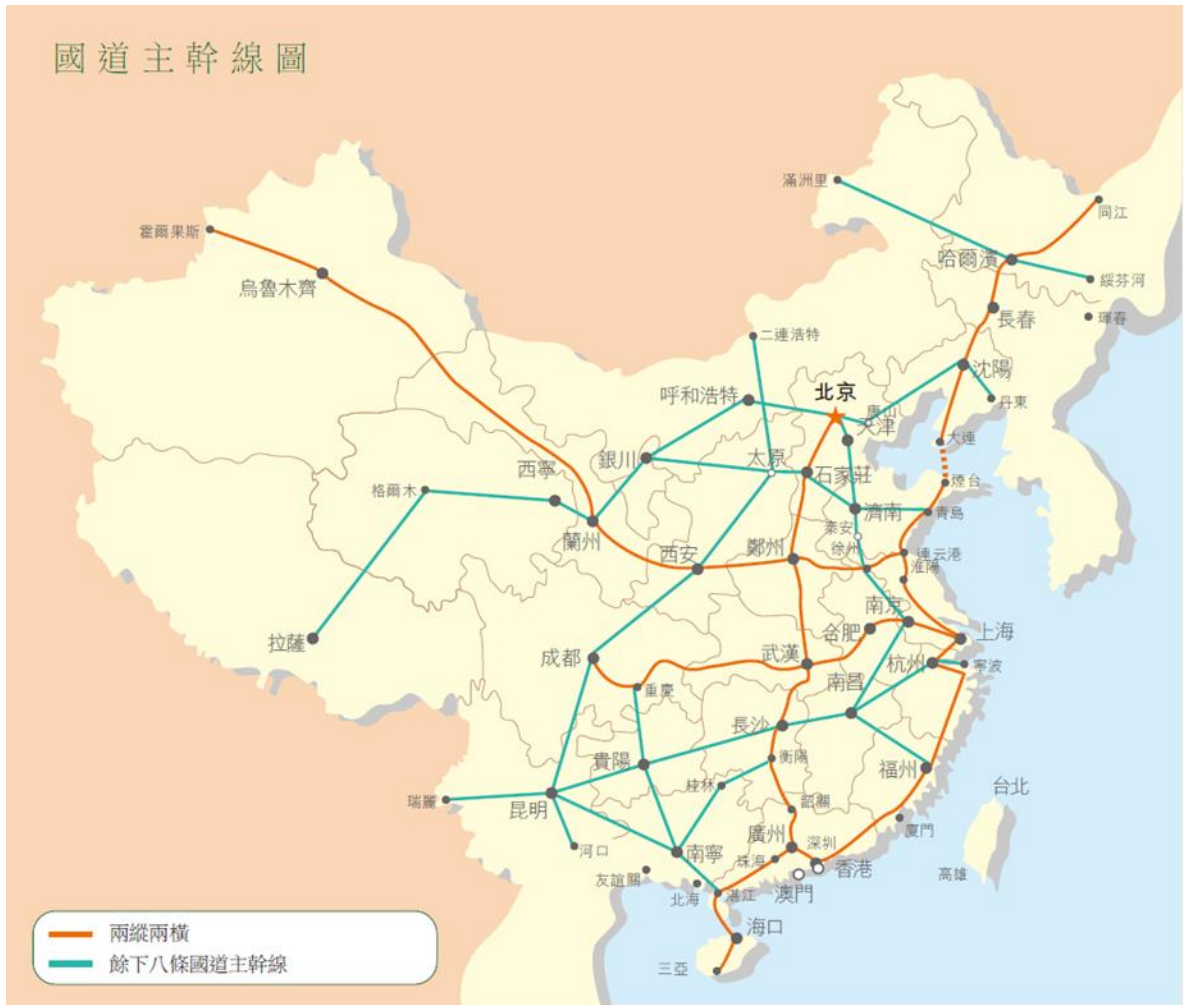 國道主幹線圖
滿洲里
同江
霍爾果斯
哈爾濱
烏魯木齊
綏芬河
長春
琿春
二連浩特
沈陽
呼和浩特
北京
唐山
丹東
天津
大連
銀川
太原
石家莊
西寧
煙台
格爾木
濟南
青島
泰安
蘭州
鄭州
徐州
連云港
西安
淮陽
南京
合肥
上海
拉薩
成都
武漢
杭州
寧波
重慶
南昌
長沙
貴陽
衡陽
福州
桂林
台北
瑞麗
昆明
韶關
廈門
廣州
深圳
河口
南寧
珠海
香港
高雄
友誼關
北海
湛江
澳門
海口
三亞
兩縱兩橫
餘下八條國道主幹線